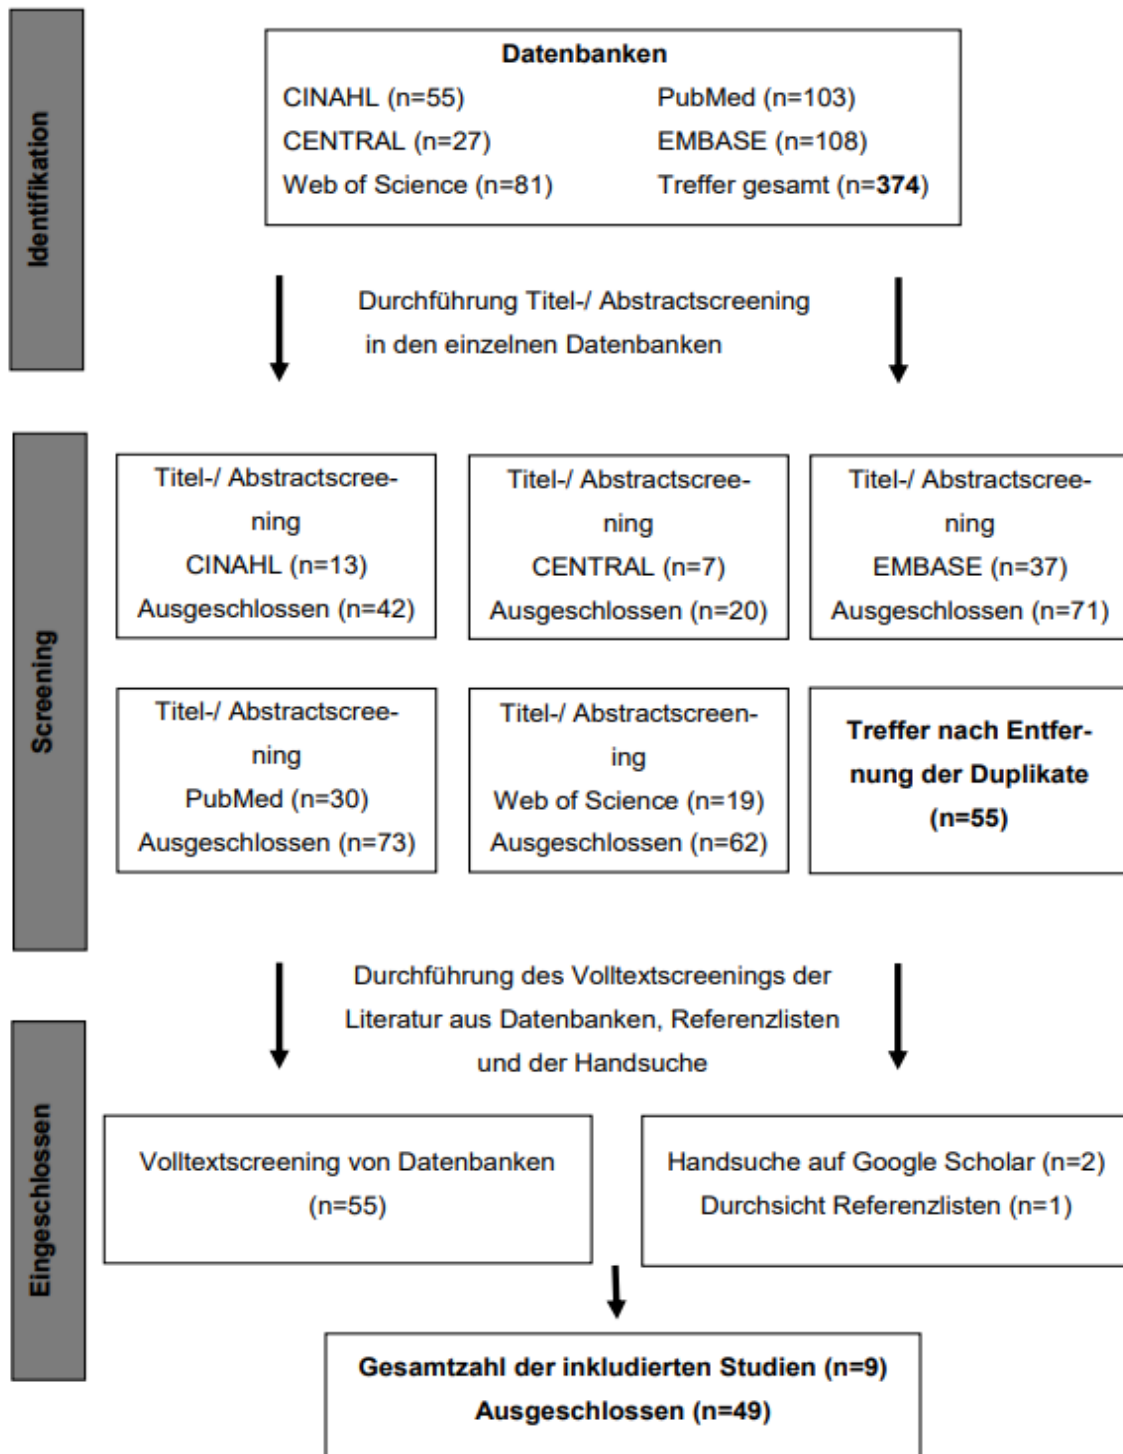 Identifikation
Datenbanken
CINAHL (n=55)
PubMed (n=103)
CENTRAL (n=27)
EMBASE (n=108)
Web of Science (n=81)
Treffer gesamt (n=374)
Durchführung Titel-/ Abstractscreening
in den einzelnen Datenbanken
Screening
Titel-/ Abstractscree-
ning
CINAHL (n=13)
Ausgeschlossen (n=42)
Titel-/ Abstractscree-
ning
CENTRAL (n=7)
Ausgeschlossen (n=20)
Titel-/ Abstractscree-
ning
EMBASE (n=37)
Ausgeschlossen (n=71)
Titel-/ Abstractscree-
ning
PubMed (n=30)
Ausgeschlossen (n=73)
Titel-/ Abstractscreen-
ing
Web of Science (n=19)
Ausgeschlossen (n=62)
Treffer nach Entfer-
nung der Duplikate
(n=55)
Durchführung des Volltextscreenings der
Literatur aus Datenbanken, Referenzlisten
und der Handsuche
Eingeschlossen
Volltextscreening von Datenbanken
(n=55)
Handsuche auf Google Scholar (n=2)
Durchsicht Referenzlisten (n=1)
Gesamtzahl der inkludierten Studien (n=9)
Ausgeschlossen (n=49)